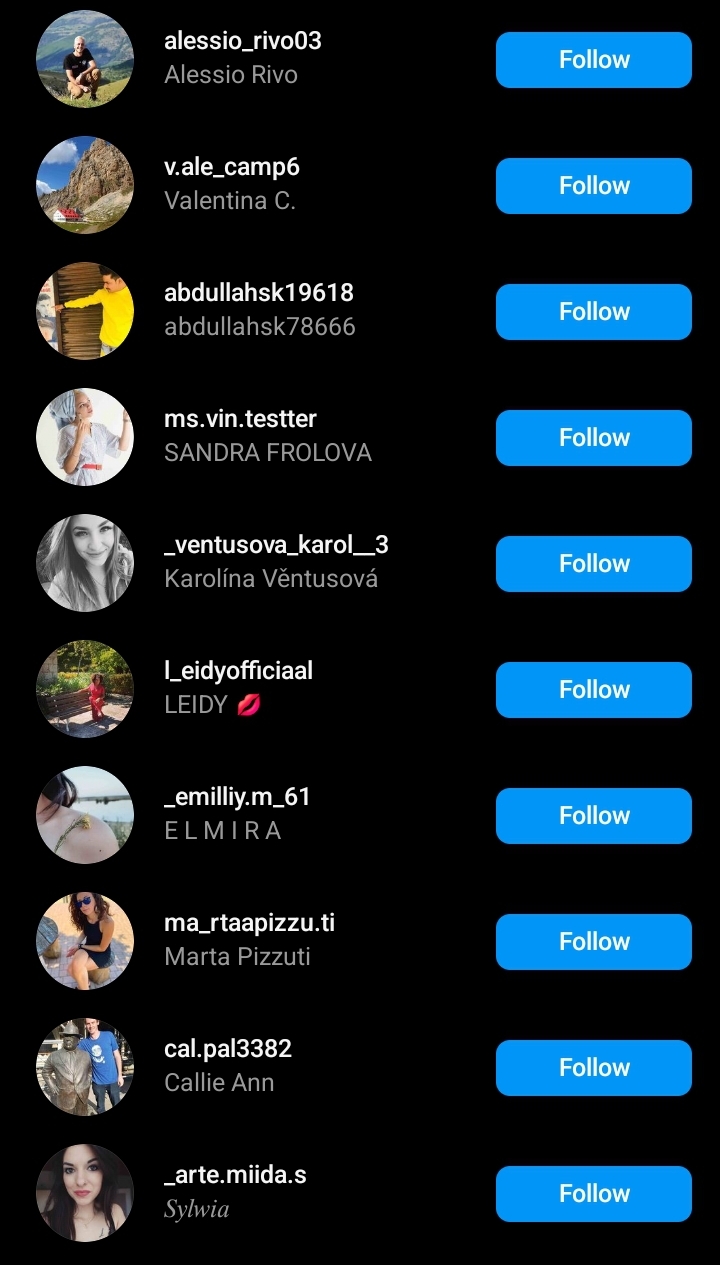 alessio_rivo03
Alessio Rivo
Follow
v.ale_camp6
Valentina C.
Follow
abdullahsk19618
abdullahsk78666
Follow
ms.vin.testter
SANDRA FROLOVA
Follow
_ventusova_karol__3
Karolína Věntusová
Follow
l_eidyofficiaal
LEIDY 💋
Follow
_emilliy.m_61
E L M I R A
Follow
ma_rtaapizzu.ti
Marta Pizzuti
Follow
cal.pal3382
Callie Ann
Follow
_arte.miida.s
𝑆𝑦𝑙𝑤𝑖𝑎
Follow